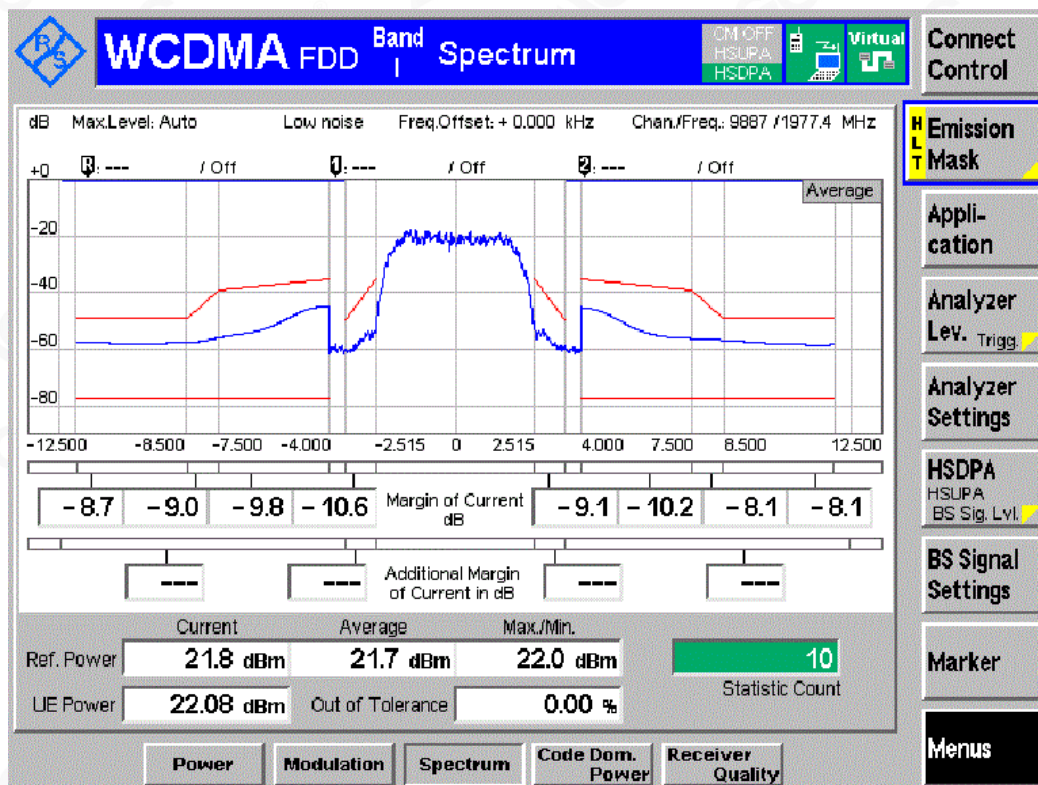 R S
WCDMA FDD Band I Spectrum
CM OFF
HSUPA
HSDPA
Virtual
Connect Control
dB Max.Level: Auto Low noise Freq.Offset: + 0.000 kHz Chan./Freq.: 9887 /1977.4 MHz
H L T
Emission Mask
+0 R: --- / Off 1: --- / Off 2: --- / Off
Average
Appli-
cation
-20
-40
-60
-80
Analyzer Lev. Trigg.
Analyzer Settings
-12.500 -8.500 -7.500 -4.000 -2.515 0 2.515 4.000 7.500 8.500 12.500
HSDPA
HSUPA
BS Sig. Lvl.
- 8.7 - 9.0 - 9.8 - 10.6 Margin of Current dB - 9.1 - 10.2 - 8.1 - 8.1
--- --- Additional Margin of Current in dB --- ---
BS Signal Settings
Current Average Max./Min.
Ref. Power 21.8 dBm 21.7 dBm 22.0 dBm 10
Statistic Count
UE Power 22.08 dBm Out of Tolerance 0.00 %
Marker
Menus
Power Modulation Spectrum Code Dom. Power Receiver Quality